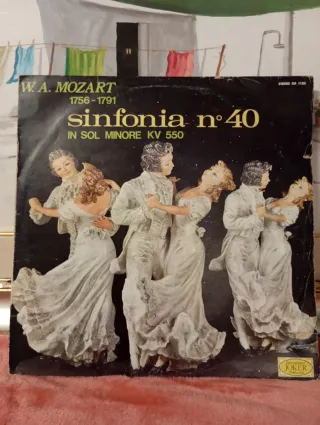 W. A. MOZART
1756-1791
sinfonia n° 40
IN SOL MINORE KV 550
JOKER